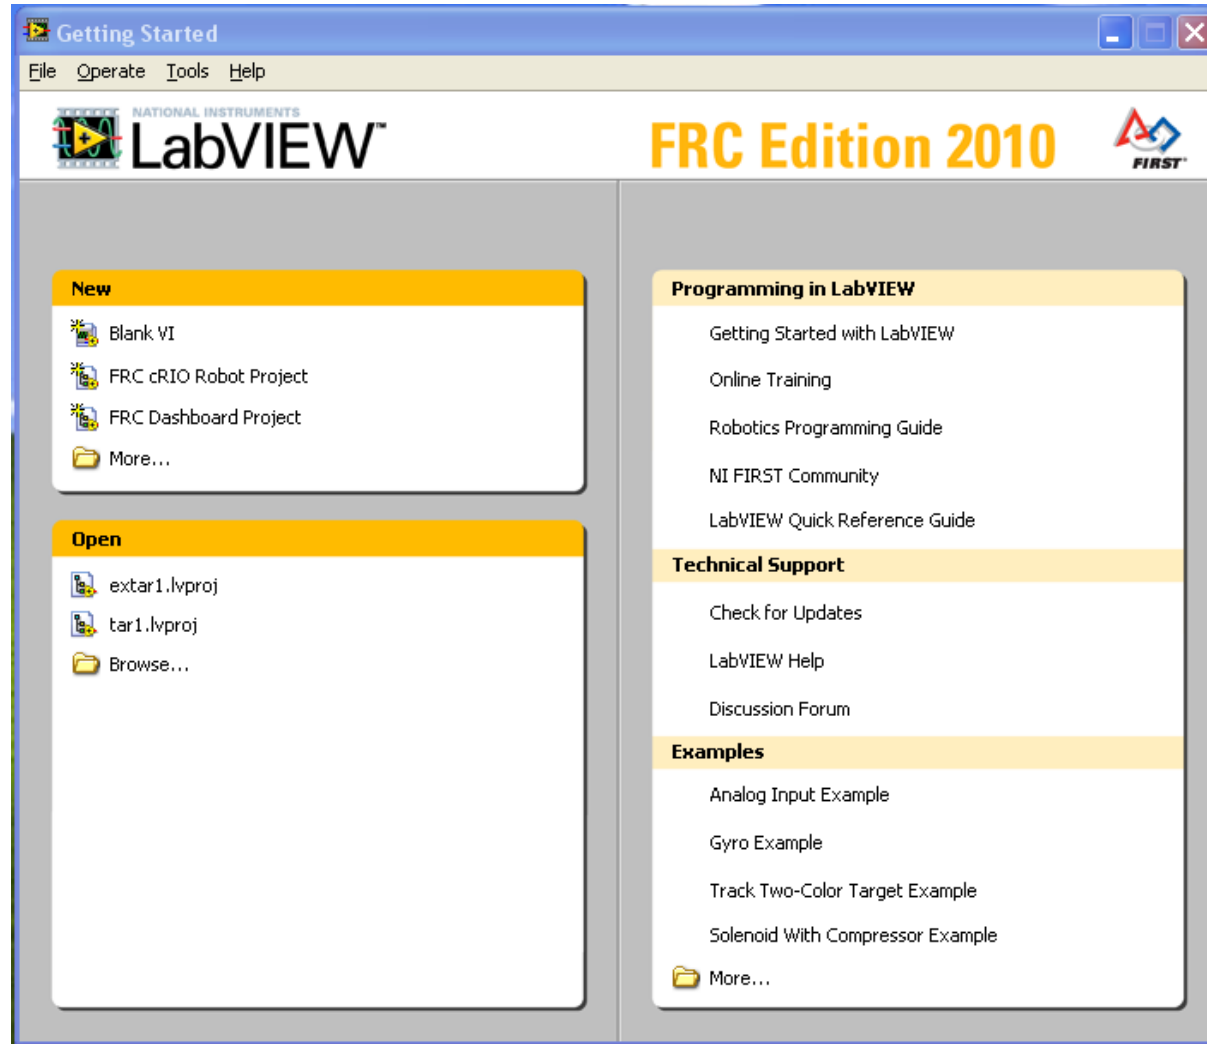 Getting Started
File Operate Tools Help
NATIONAL INSTRUMENTS
LabVIEW™
FRC Edition 2010
FIRST
New
Blank VI
FRC cRIO Robot Project
FRC Dashboard Project
More...
Open
extar1.lvproj
tar1.lvproj
Browse...
Programming in LabVIEW
Getting Started with LabVIEW
Online Training
Robotics Programming Guide
NI FIRST Community
LabVIEW Quick Reference Guide
Technical Support
Check for Updates
LabVIEW Help
Discussion Forum
Examples
Analog Input Example
Gyro Example
Track Two-Color Target Example
Solenoid With Compressor Example
More...